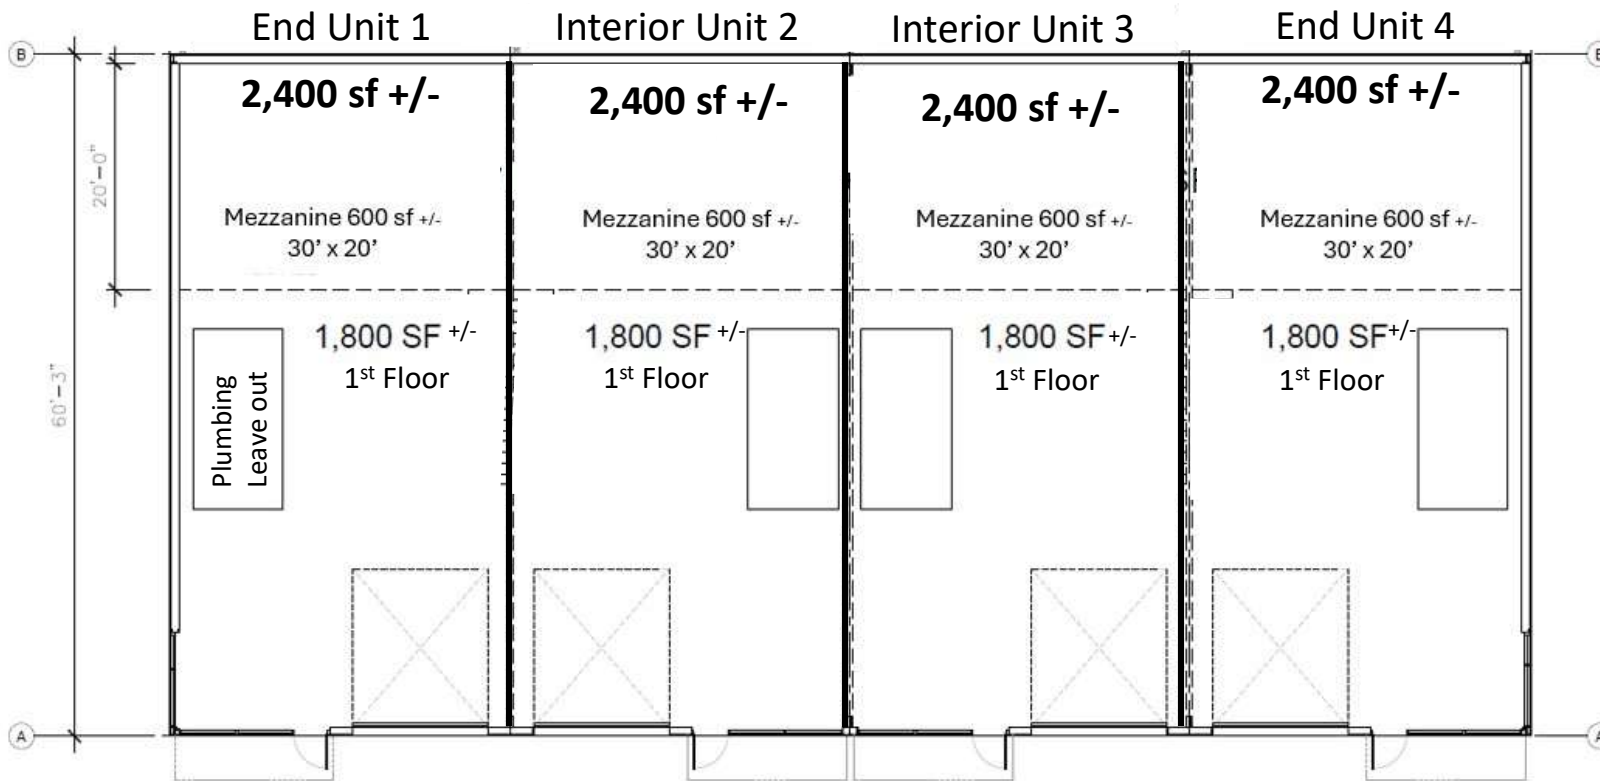 End Unit 1
Interior Unit 2
Interior Unit 3
End Unit 4
B
2,400 sf +/-
2,400 sf +/-
2,400 sf +/-
2,400 sf +/-
20'-0"
Mezzanine 600 sf +/-
30' x 20'
Mezzanine 600 sf +/-
30' x 20'
Mezzanine 600 sf +/-
30' x 20'
Mezzanine 600 sf +/-
30' x 20'
60'-3"
1,800 SF +/-
1st Floor
1,800 SF +/-
1st Floor
1,800 SF +/-
1st Floor
1,800 SF +/-
1st Floor
Plumbing
Leave out
A